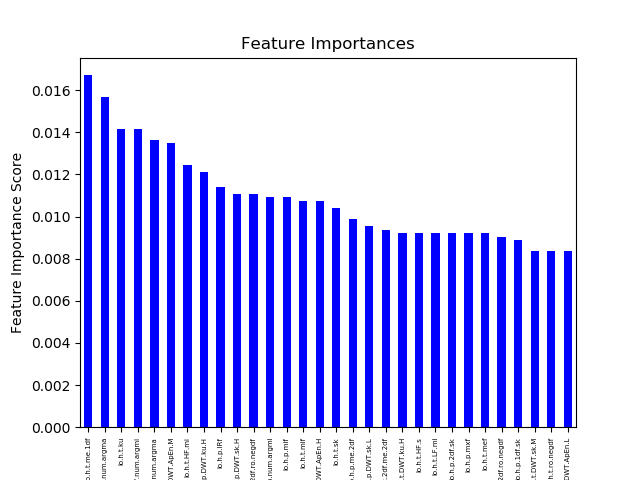 Feature Importances
Feature Importance Score
0.016
0.014
0.012
0.010
0.008
0.006
0.004
0.002
0.000
o.h.t.me.1df
.num.argma
lo.h.t.ku
.num.argmi
num.argma
DWT.ApEn.M
lo.h.t.HF.mi
p.DWT.ku.H
lo.h.p.IRf
p.DWT.sk.H
2df.ro.negdf
.num.argmi
lo.h.p.mif
lo.h.t.mif
DWT.ApEn.H
lo.h.t.sk
o.h.p.me.2df
.p.DWT.sk.L
.2df.me.2df
.t.DWT.ku.H
lo.h.t.HF.s
lo.h.t.LF.mi
lo.h.p.2df.sk
lo.h.p.mxf
lo.h.t.mef
2df.ro.negdf
lo.h.p.1df.sk
.t.DWT.sk.M
h.t.ro.negdf
DWT.ApEn.L